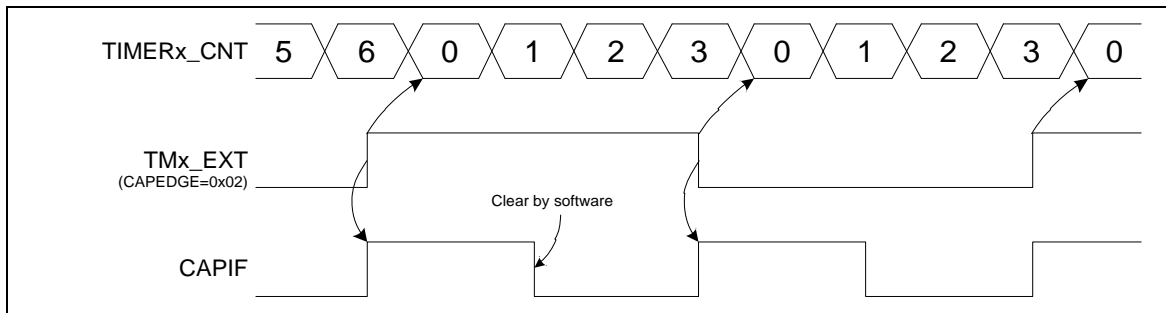 TIMERx_CNT 5 6 0 1 2 3 0 1 2 3 0
TMx_EXT
(CAPEDGE=0x02)
Clear by software
CAPIF